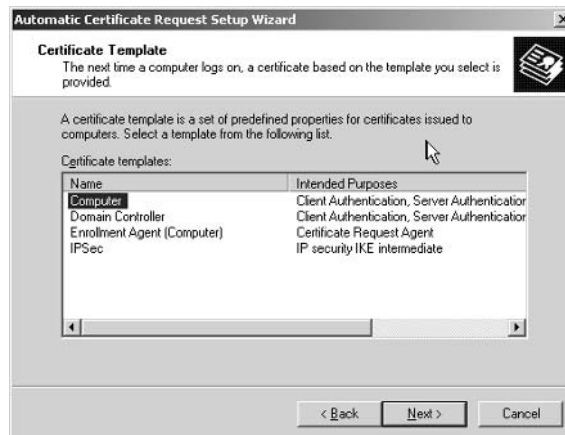 Automatic Certificate Request Setup Wizard
Certificate Template
The next time a computer logs on, a certificate based on the template you select is
provided.
A certificate template is a set of predefined properties for certificates issued to
computers. Select a template from the following list.
Certificate templates:
Name Intended Purposes
Computer Client Authentication, Server Authentication
Domain Controller Client Authentication, Server Authentication
Enrollment Agent (Computer) Certificate Request Agent
IPSec IP security IKE intermediate
< Back Next > Cancel